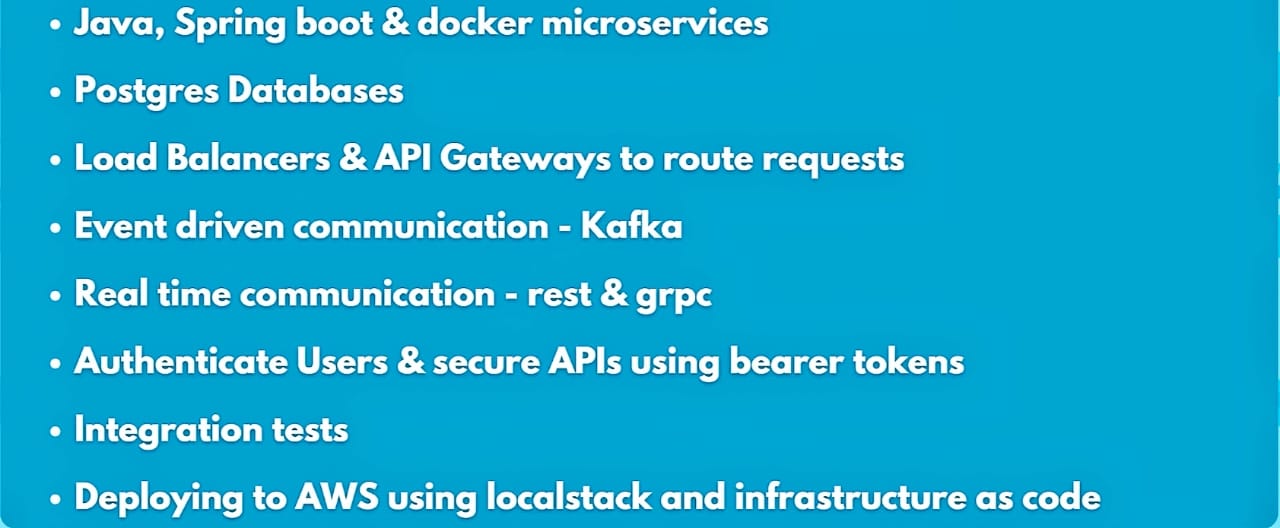 • Java, Spring boot & docker microservices
• Postgres Databases
• Load Balancers & API Gateways to route requests
• Event driven communication - Kafka
• Real time communication - rest & grpc
• Authenticate Users & secure APIs using bearer tokens
• Integration tests
• Deploying to AWS using localstack and infrastructure as code